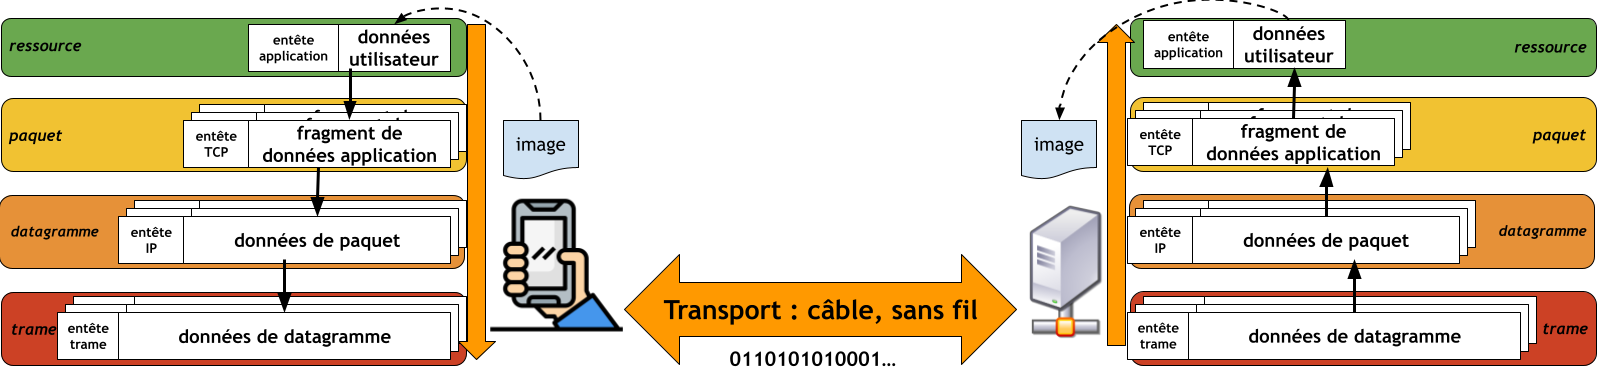 ressource
entête
application
données
utilisateur
paquet
entête
TCP
fragment de
données application
datagramme
entête
IP
données de paquet
trame
entête
trame
données de datagramme
image
Transport : câble, sans fil
0110101010001...
image
entête
application
données
utilisateur
ressource
entête
TCP
fragment de
données application
paquet
entête
IP
données de paquet
datagramme
entête
trame
données de datagramme
trame